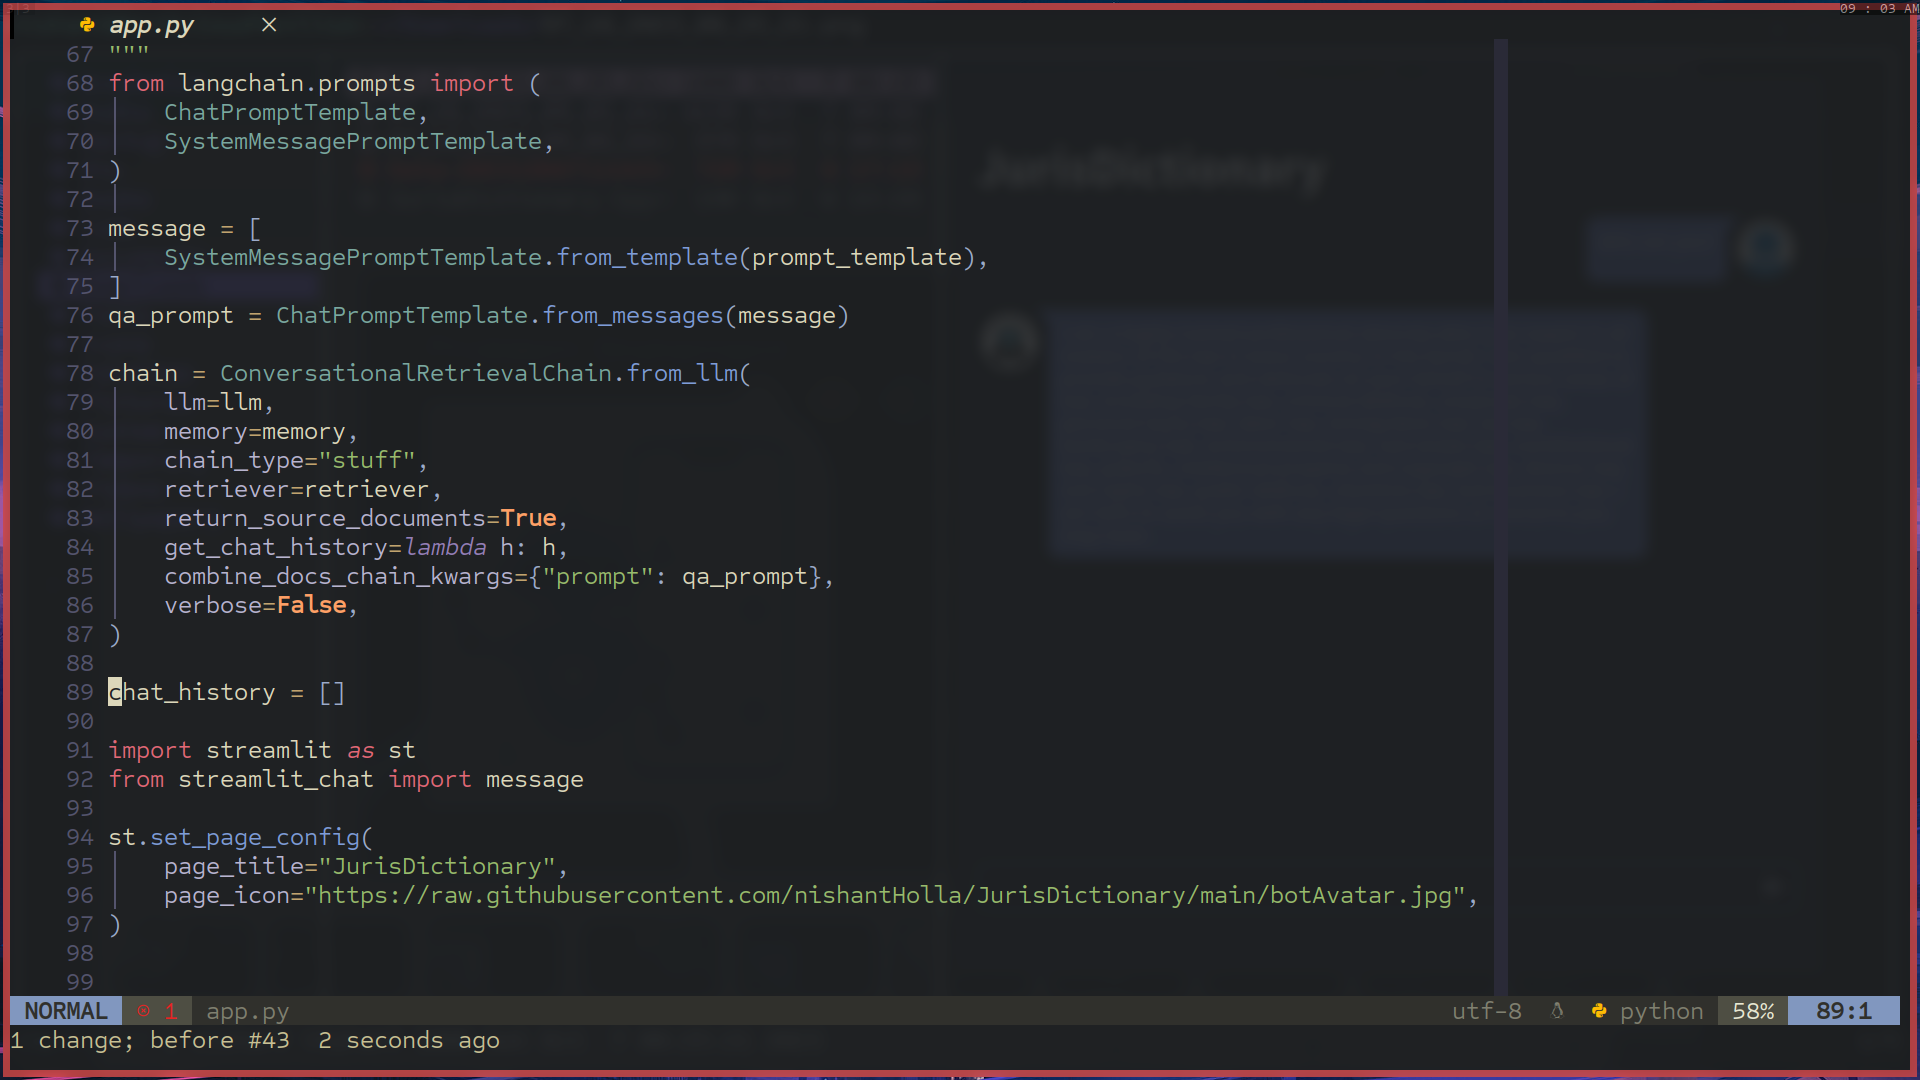 09 : 03 AM
app.py ×
67 """
68 from langchain.prompts import (
69     ChatPromptTemplate,
70     SystemMessagePromptTemplate,
71 )
72
73 message = [
74     SystemMessagePromptTemplate.from_template(prompt_template),
75 ]
76 qa_prompt = ChatPromptTemplate.from_messages(message)
77
78 chain = ConversationalRetrievalChain.from_llm(
79     llm=llm,
80     memory=memory,
81     chain_type="stuff",
82     retriever=retriever,
83     return_source_documents=True,
84     get_chat_history=lambda h: h,
85     combine_docs_chain_kwargs={"prompt": qa_prompt},
86     verbose=False,
87 )
88
89 chat_history = []
90
91 import streamlit as st
92 from streamlit_chat import message
93
94 st.set_page_config(
95     page_title="JurisDictionary",
96     page_icon="https://raw.githubusercontent.com/nishantHolla/JurisDictionary/main/botAvatar.jpg",
97 )
98
99
JurisDictionary
NORMAL 1 app.py utf-8 python 58% 89:1
1 change; before #43  2 seconds ago